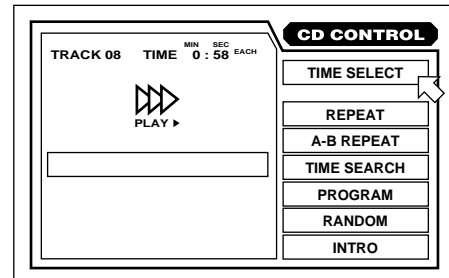 CD CONTROL
TRACK 08 TIME MIN 0 : SEC 58 EACH
TIME SELECT
PLAY
REPEAT
A-B REPEAT
TIME SEARCH
PROGRAM
RANDOM
INTRO